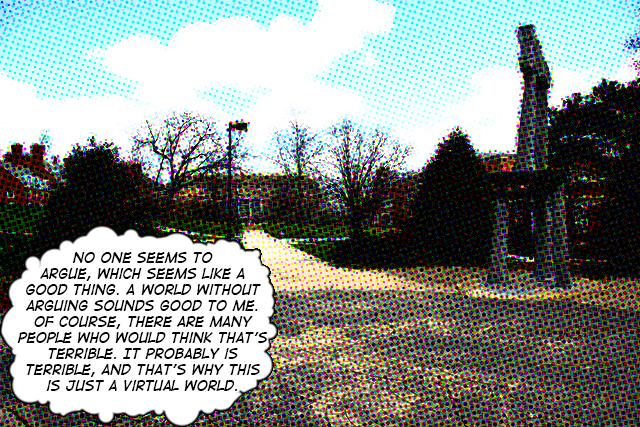 NO ONE SEEMS TO
ARGUE, WHICH SEEMS LIKE A
GOOD THING. A WORLD WITHOUT
ARGUING SOUNDS GOOD TO ME.
OF COURSE, THERE ARE MANY
PEOPLE WHO WOULD THINK THAT'S
TERRIBLE. IT PROBABLY IS
TERRIBLE, AND THAT'S WHY THIS
IS JUST A VIRTUAL WORLD.